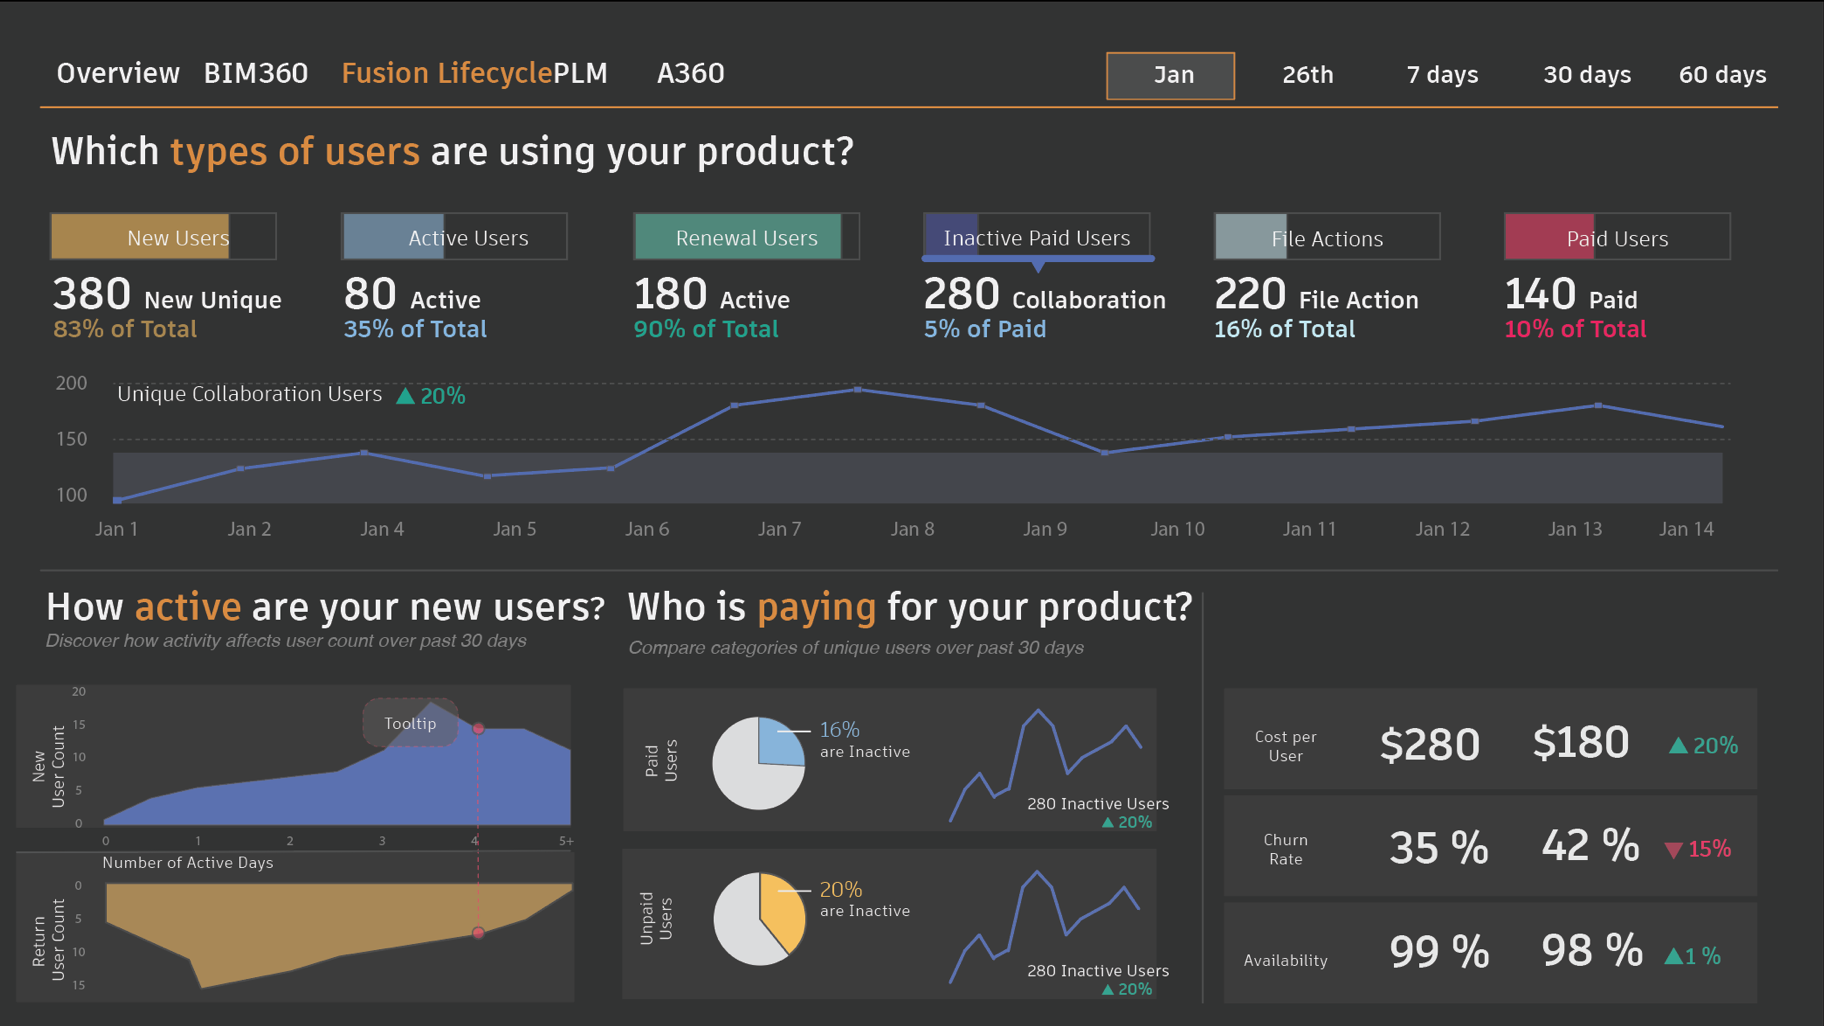 Overview BIM360 Fusion LifecyclePLM A360 Jan 26th 7 days 30 days 60 days
Which types of users are using your product?
New Users Active Users Renewal Users Inactive Paid Users File Actions Paid Users
380 New Unique 80 Active 180 Active 280 Collaboration 220 File Action 140 Paid
83% of Total 35% of Total 90% of Total 5% of Paid 16% of Total 10% of Total
200
Unique Collaboration Users ▲ 20%
150
100
Jan 1 Jan 2 Jan 4 Jan 5 Jan 6 Jan 7 Jan 8 Jan 9 Jan 10 Jan 11 Jan 12 Jan 13 Jan 14
How active are your new users?
Discover how activity affects user count over past 30 days
New
User Count
20
15
10
5
0
Tooltip
0 1 2 3 4 5+
Number of Active Days
Return
User Count
0
5
10
15
Who is paying for your product?
Compare categories of unique users over past 30 days
Paid
Users
16%
are Inactive
280 Inactive Users
▲ 20%
Unpaid
Users
20%
are Inactive
280 Inactive Users
▲ 20%
Cost per
User
$280 $180 ▲ 20%
Churn
Rate
35 % 42 % ▼ 15%
Availability 99 % 98 % ▲1 %